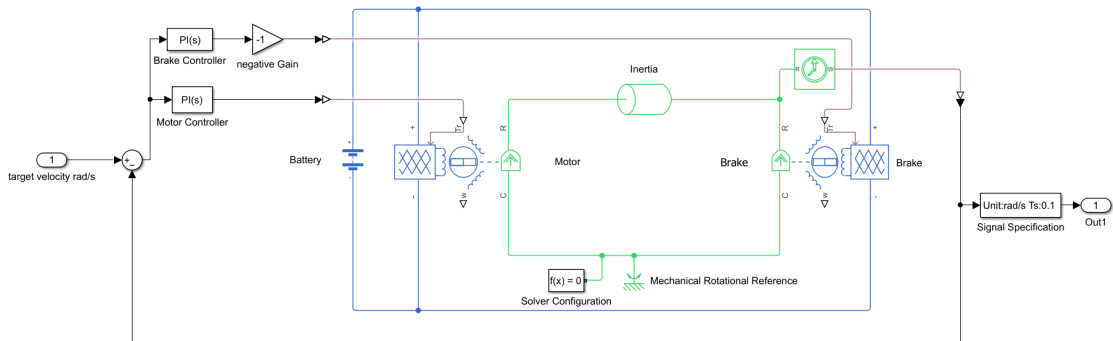 PI(s)
Brake Controller
-1
negative Gain
PI(s)
Motor Controller
1
target velocity rad/s
+
−
Battery
+
-
+
-
Tr
w
R
C
Motor
Inertia
R
W
Brake
R
C
Tr
w
+
-
Brake
f(x) = 0
Solver Configuration
Mechanical Rotational Reference
Unit:rad/s Ts:0.1
Signal Specification
1
Out1